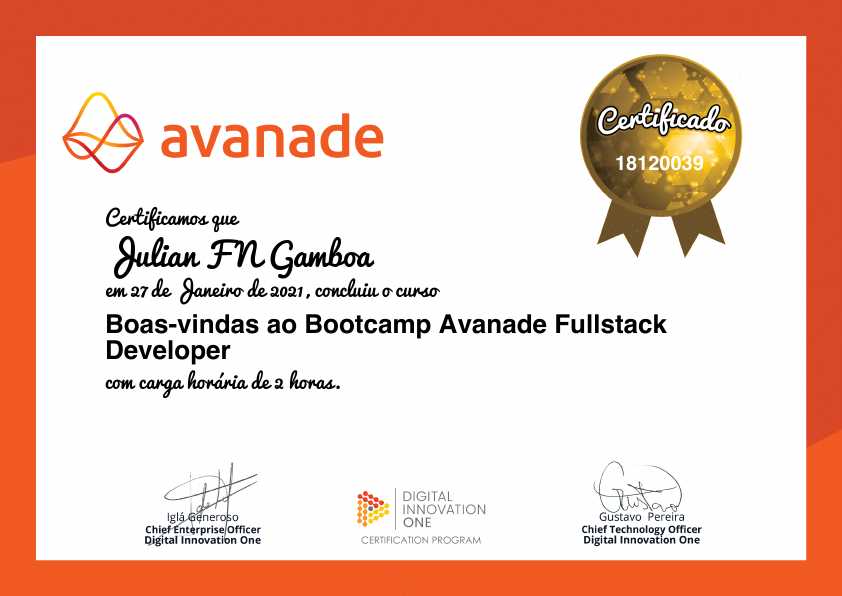 avanade
Certificado
18120039
Certificamos que
Julian FN Gamboa
em 27 de Janeiro de 2021, concluiu o curso
Boas-vindas ao Bootcamp Avanade Fullstack
Developer
com carga horária de 2 horas.
Iglá Generoso
Chief Enterprise Officer
Digital Innovation One
DIGITAL
INNOVATION
ONE
CERTIFICATION PROGRAM
Gustavo Pereira
Chief Technology Officer
Digital Innovation One